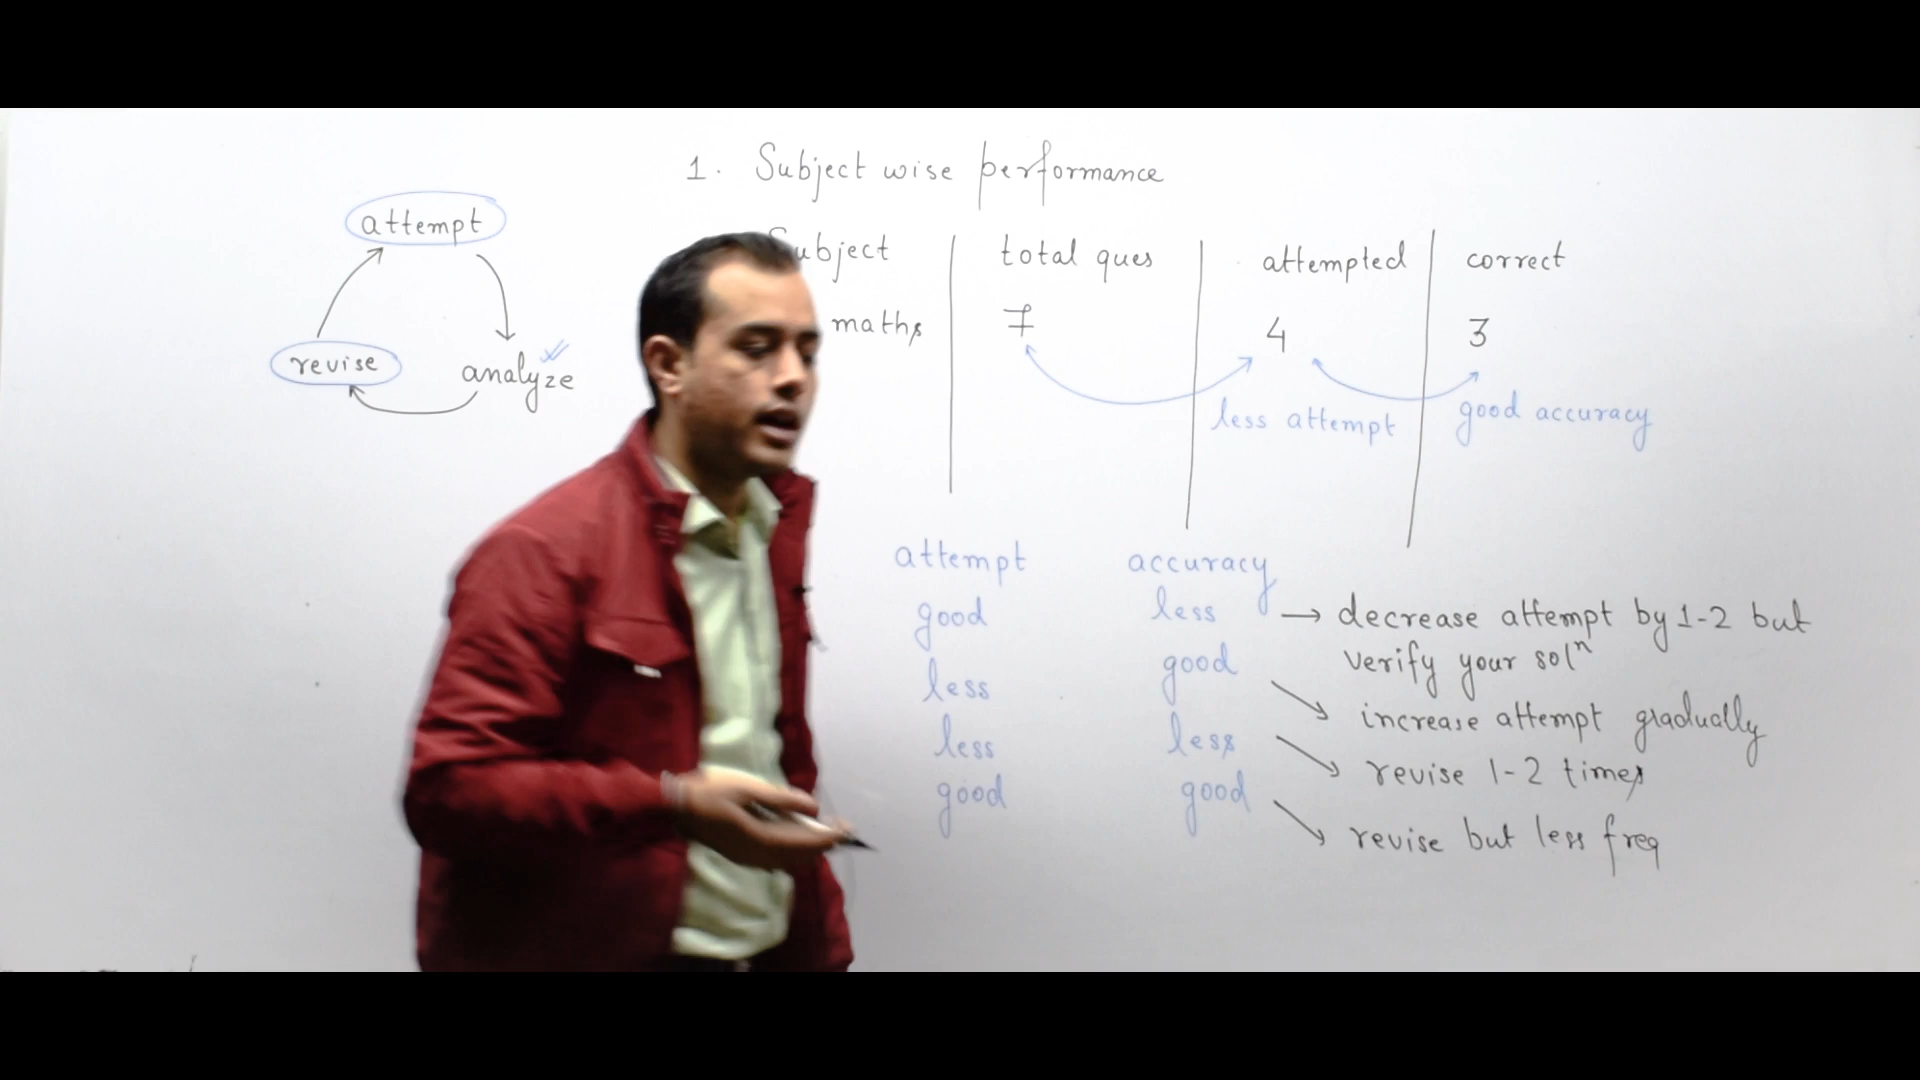 1. Subject wise performance
attempt
revise
analyze
ubject total ques attempted correct
maths 7 4 3
less attempt good accuracy
attempt accuracy
good less → decrease attempt by 1-2 but
verify your solⁿ
less good
increase attempt gradually
less less
revise 1-2 times
good good
revise but less freq